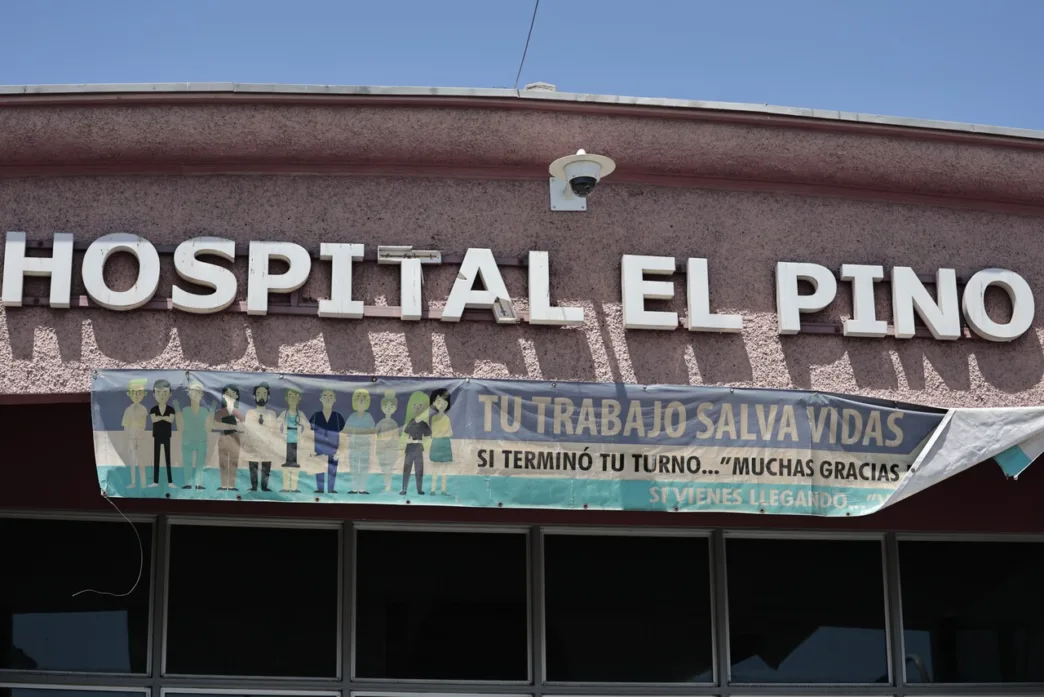 HOSPITAL EL PINO
TU TRABAJO SALVA VIDAS
SI TERMINÓ TU TURNO..."MUCHAS GRACIAS
SI VIENES LLEGANDO..."